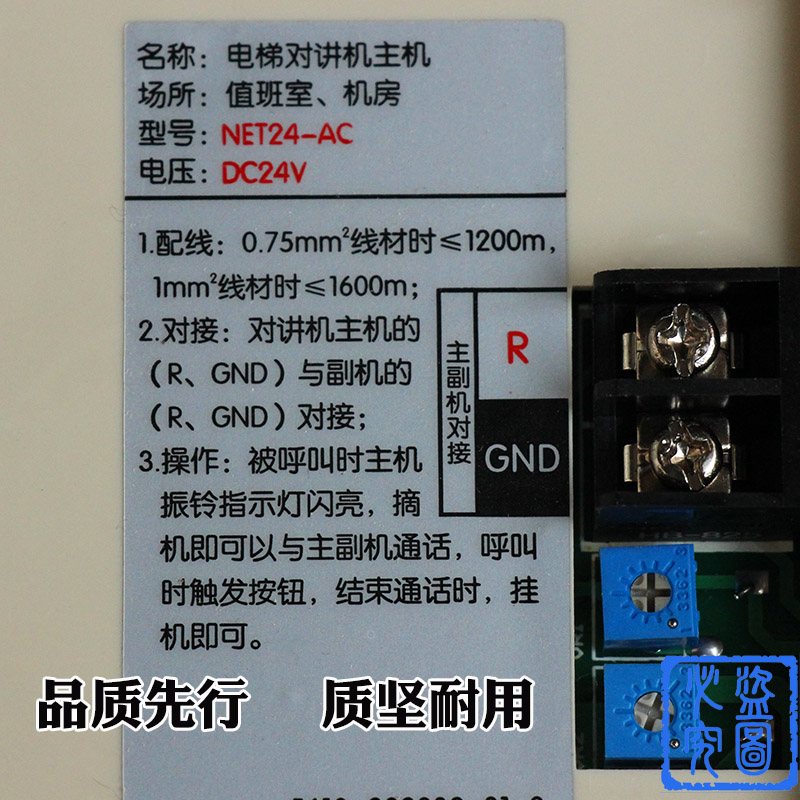 名称：电梯对讲机主机
场所：值班室、机房
型号：NET24-AC
电压：DC24V
1.配线：0.75mm²线材时≤1200m，
1mm²线材时≤1600m；
2.对接：对讲机主机的
（R、GND）与副机的
（R、GND）对接；
3.操作：被呼叫时主机
振铃指示灯闪亮，摘
机即可以与主副机通话，呼叫
时触发按钮，结束通话时，挂
机即可。
主副机对接
R
GND
3362
3362
品质先行 质坚耐用
盗图必究